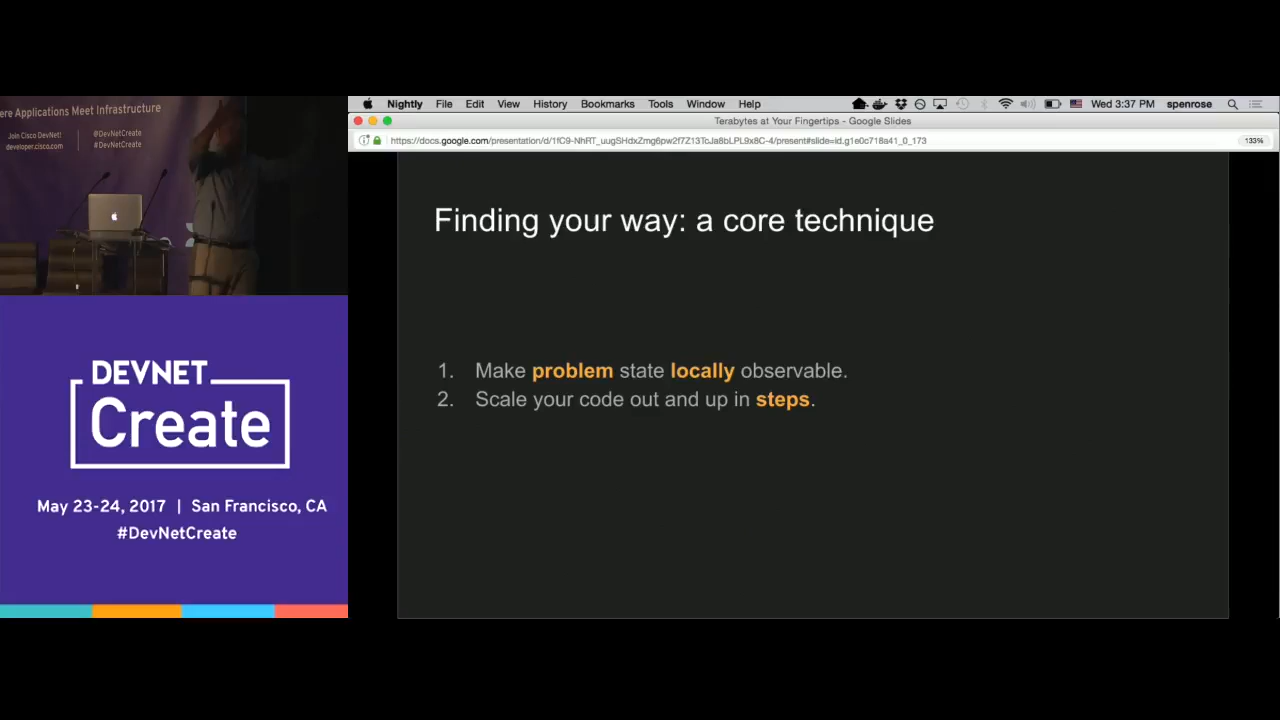 ere Applications Meet Infrastructure
Join Cisco DevNet!
developer.cisco.com
#DevNetCreate
#DevNetCreate
DEVNET
Create
May 23-24, 2017 | San Francisco, CA
#DevNetCreate
Nightly File Edit View History Bookmarks Tools Window Help
Wed 3:37 PM spenrose
Terabytes at Your Fingertips - Google Slides
133%
Finding your way: a core technique
1. Make problem state locally observable.
2. Scale your code out and up in steps.